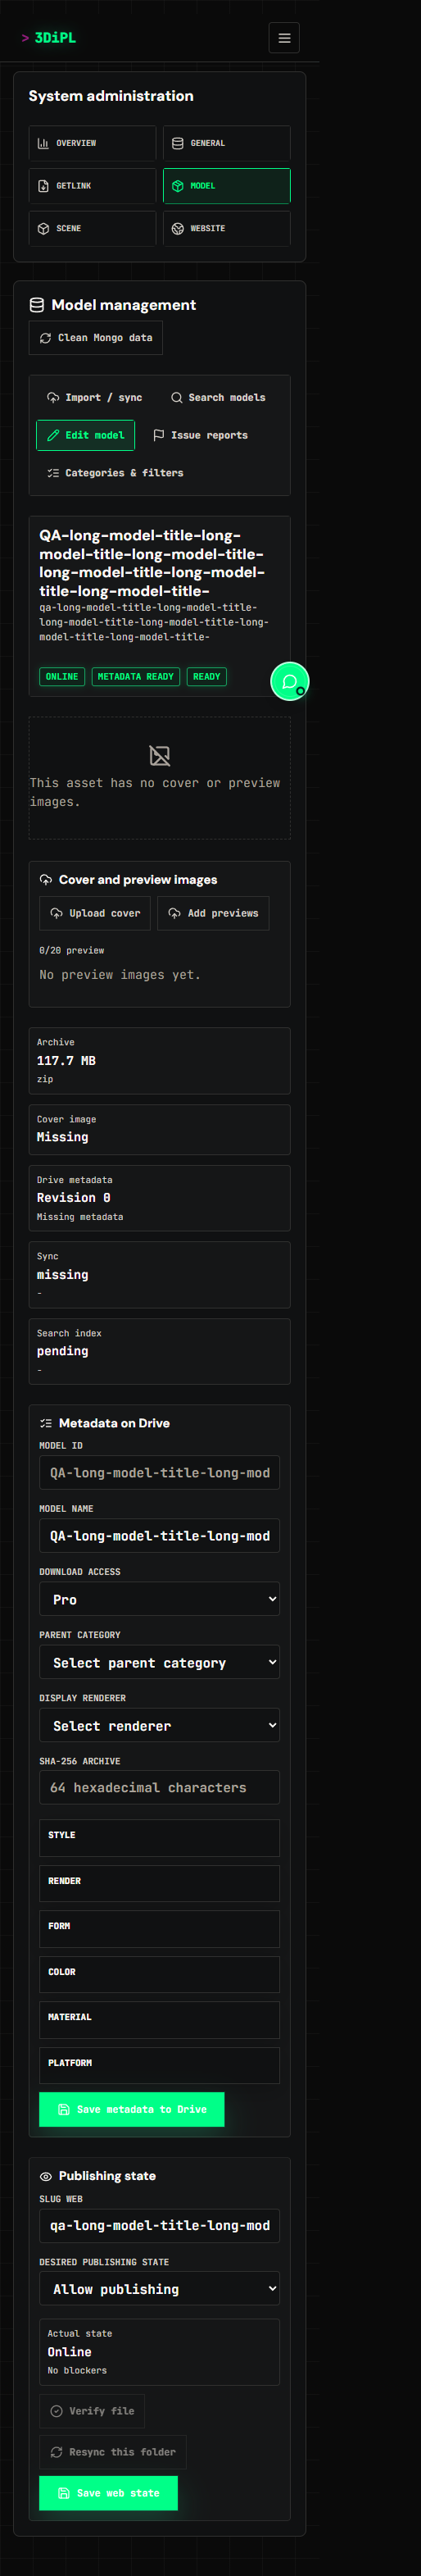 > 3DiPL
System administration
OVERVIEW
GENERAL
GETLINK
MODEL
SCENE
WEBSITE
Model management
Clean Mongo data
Import / sync
Search models
Edit model
Issue reports
Categories & filters
QA-long-model-title-long-
model-title-long-model-title-
long-model-title-long-model-
title-long-model-title-
qa-long-model-title-long-model-title-
long-model-title-long-model-title-long-
model-title-long-model-title-
ONLINE
METADATA READY
READY
This asset has no cover or preview
images.
Cover and preview images
Upload cover
Add previews
0/20 preview
No preview images yet.
Archive
117.7 MB
zip
Cover image
Missing
Drive metadata
Revision 0
Missing metadata
Sync
missing
-
Search index
pending
-
Metadata on Drive
MODEL ID
QA-long-model-title-long-mod
MODEL NAME
QA-long-model-title-long-mod
DOWNLOAD ACCESS
Pro
PARENT CATEGORY
Select parent category
DISPLAY RENDERER
Select renderer
SHA-256 ARCHIVE
64 hexadecimal characters
STYLE
RENDER
FORM
COLOR
MATERIAL
PLATFORM
Save metadata to Drive
Publishing state
SLUG WEB
qa-long-model-title-long-mod
DESIRED PUBLISHING STATE
Allow publishing
Actual state
Online
No blockers
Verify file
Resync this folder
Save web state